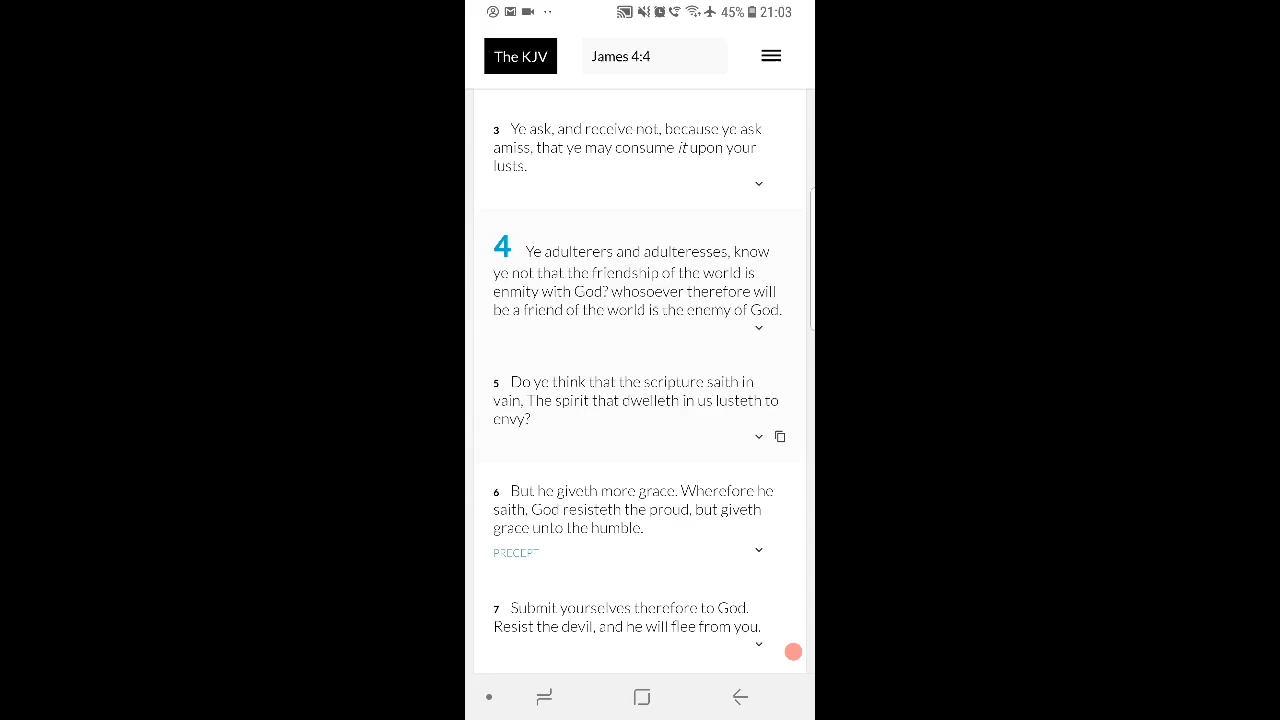 45% 21:03
The KJV James 4:4
3 Ye ask, and receive not, because ye ask
amiss, that ye may consume it upon your
lusts.
4 Ye adulterers and adulteresses, know
ye not that the friendship of the world is
enmity with God? whosoever therefore will
be a friend of the world is the enemy of God.
5 Do ye think that the scripture saith in
vain, The spirit that dwelleth in us lusteth to
envy?
6 But he giveth more grace. Wherefore he
saith, God resisteth the proud, but giveth
grace unto the humble.
PRECEPT
7 Submit yourselves therefore to God.
Resist the devil, and he will flee from you.